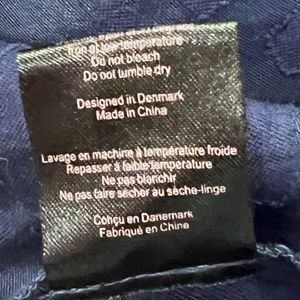 Iron at low temperature
Do not bleach
Do not tumble dry
Designed in Denmark
Made in China
Lavage en machine à température froide
Repasser à faible température
Ne pas blanchir
Ne pas faire sécher au sèche-linge
Conçu en Danemark
Fabriqué en Chine